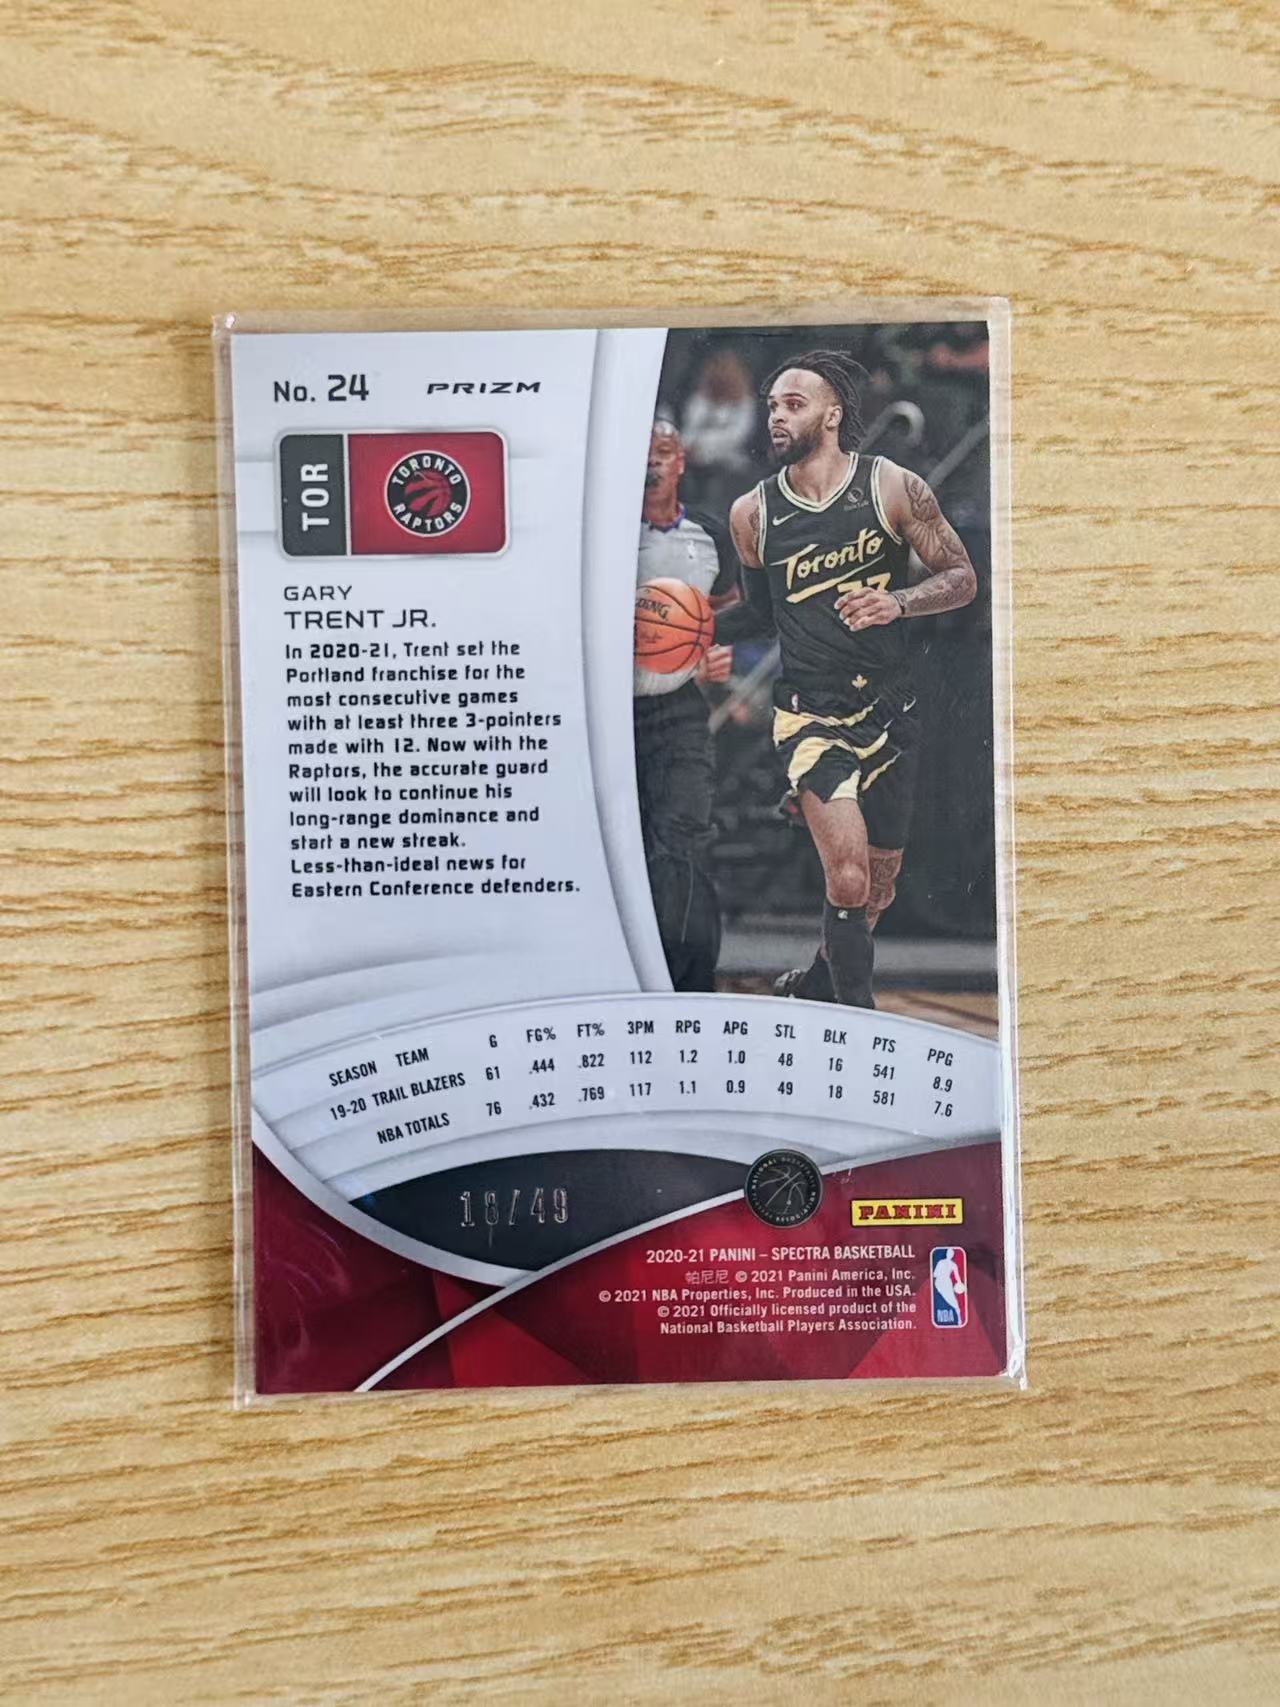 No. 24 PRIZM
TOR
TORONTO
RAPTORS
GARY
TRENT JR.
In 2020-21, Trent set the
Portland franchise for the
most consecutive games
with at least three 3-pointers
made with 12. Now with the
Raptors, the accurate guard
will look to continue his
long-range dominance and
start a new streak.
Less-than-ideal news for
Eastern Conference defenders.
Toronto
SEASON TEAM G FG% FT% 3PM RPG APG STL BLK PTS PPG
19-20 TRAIL BLAZERS 61 .444 .822 112 1.2 1.0 48 16 541 8.9
NBA TOTALS 76 .432 .769 117 1.1 0.9 49 18 581 7.6
18/49
NATIONAL BASKETBALL
ASSOCIATION
PANINI
2020-21 PANINI – SPECTRA BASKETBALL
帕尼尼 © 2021 Panini America, Inc.
© 2021 NBA Properties, Inc. Produced in the USA.
© 2021 Officially licensed product of the
National Basketball Players Association.
NBA